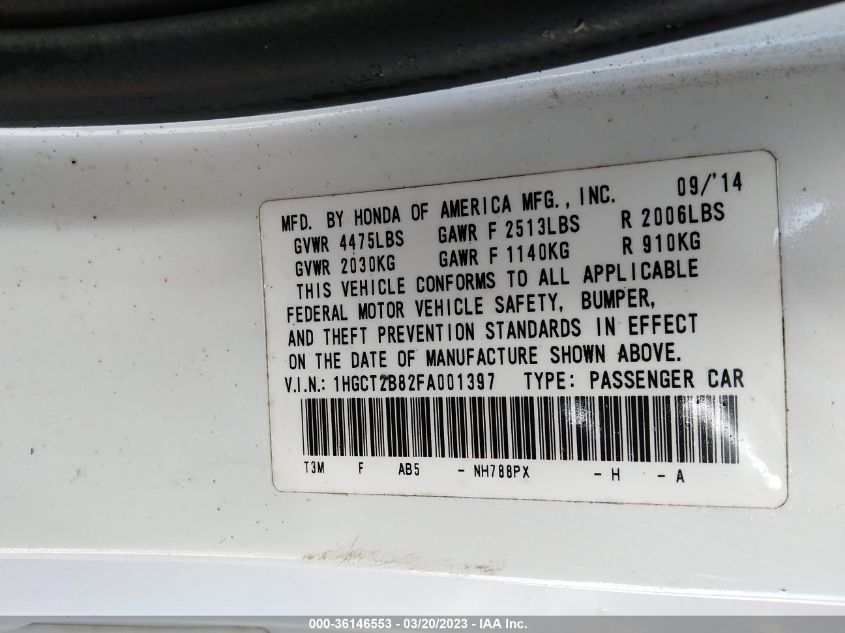 MFD. BY HONDA OF AMERICA MFG., INC. 09/'14
GVWR 4475LBS GAWR F 2513LBS R 2006LBS
GVWR 2030KG GAWR F 1140KG R 910KG
THIS VEHICLE CONFORMS TO ALL APPLICABLE
FEDERAL MOTOR VEHICLE SAFETY, BUMPER,
AND THEFT PREVENTION STANDARDS IN EFFECT
ON THE DATE OF MANUFACTURE SHOWN ABOVE.
V.I.N.: 1HGCT2B82FA001397 TYPE: PASSENGER CAR
T3M F AB5 - NH788PX - H - A
000-36146553 - 03/20/2023 - IAA Inc.